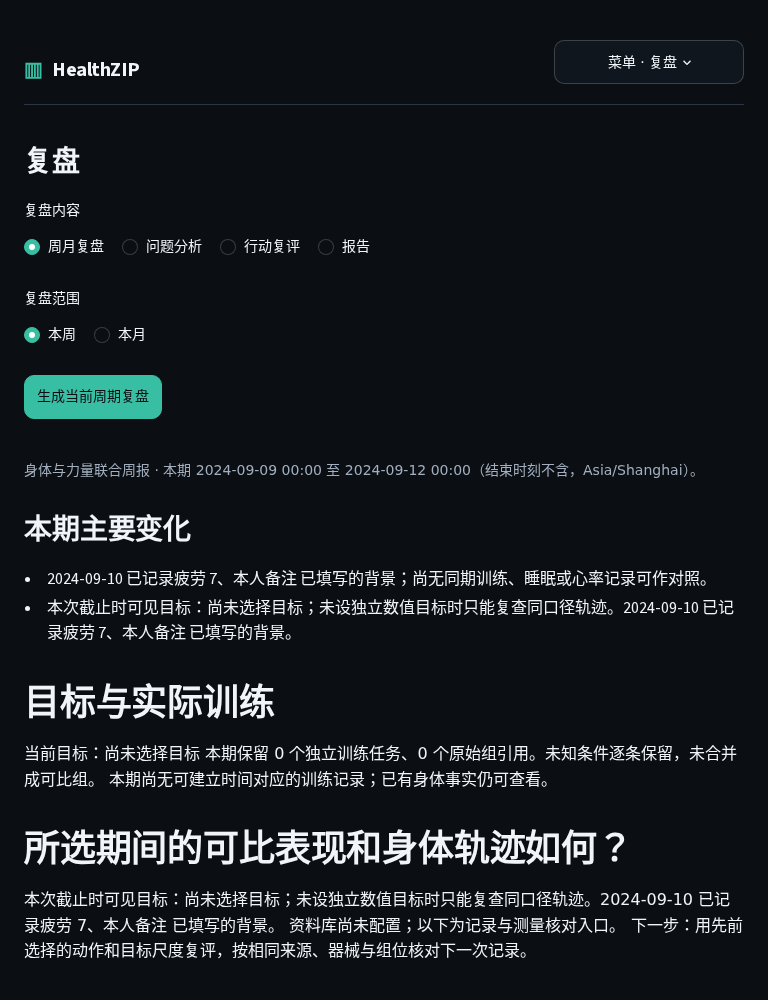 HealthZIP
菜单 · 复盘
复盘
复盘内容
周月复盘 问题分析 行动复评 报告
复盘范围
本周 本月
生成当前周期复盘
身体与力量联合周报 · 本期 2024-09-09 00:00 至 2024-09-12 00:00（结束时刻不含，Asia/Shanghai）。
本期主要变化
• 2024-09-10 已记录疲劳 7、本人备注 已填写的背景；尚无同期训练、睡眠或心率记录可作对照。
• 本次截止时可见目标：尚未选择目标；未设独立数值目标时只能复查同口径轨迹。2024-09-10 已记
录疲劳 7、本人备注 已填写的背景。
目标与实际训练
当前目标：尚未选择目标 本期保留 0 个独立训练任务、0 个原始组引用。未知条件逐条保留，未合并
成可比组。 本期尚无可建立时间对应的训练记录；已有身体事实仍可查看。
所选期间的可比表现和身体轨迹如何？
本次截止时可见目标：尚未选择目标；未设独立数值目标时只能复查同口径轨迹。2024-09-10 已记
录疲劳 7、本人备注 已填写的背景。 资料库尚未配置；以下为记录与测量核对入口。 下一步：用先前
选择的动作和目标尺度复评，按相同来源、器械与组位核对下一次记录。